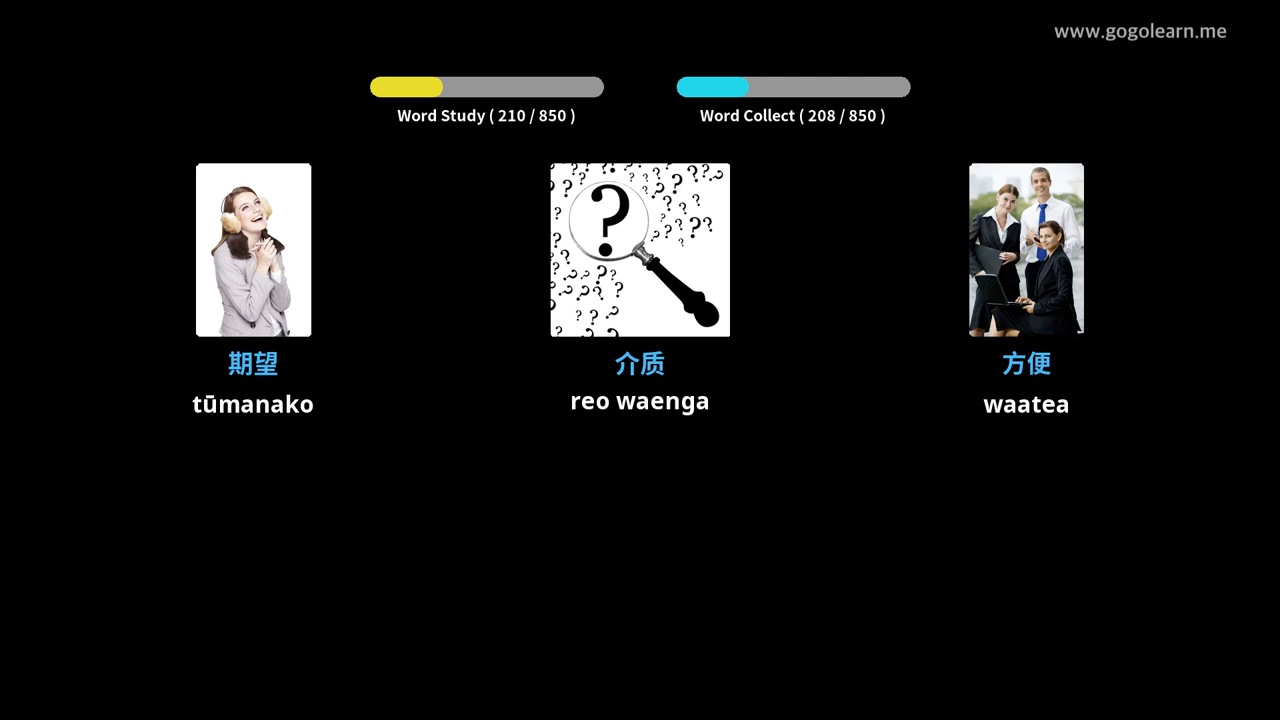 www.gogolearn.me
Word Study ( 210 / 850 )
Word Collect ( 208 / 850 )
期望
介质
方便
tūmanako
reo waenga
waatea